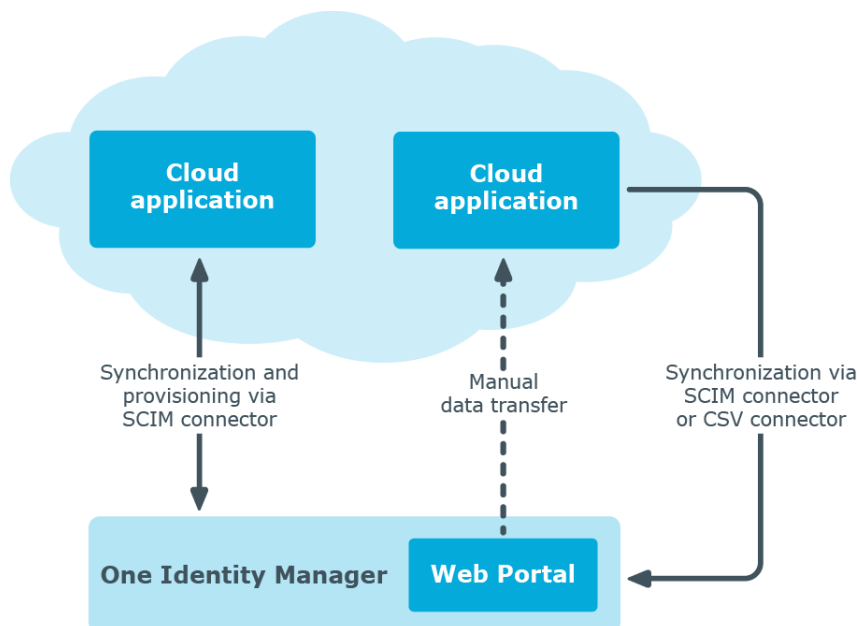 Cloud
application
Cloud
application
Synchronization and
provisioning via
SCIM connector
Manual
data transfer
Synchronization via
SCIM connector
or CSV connector
One Identity Manager
Web Portal